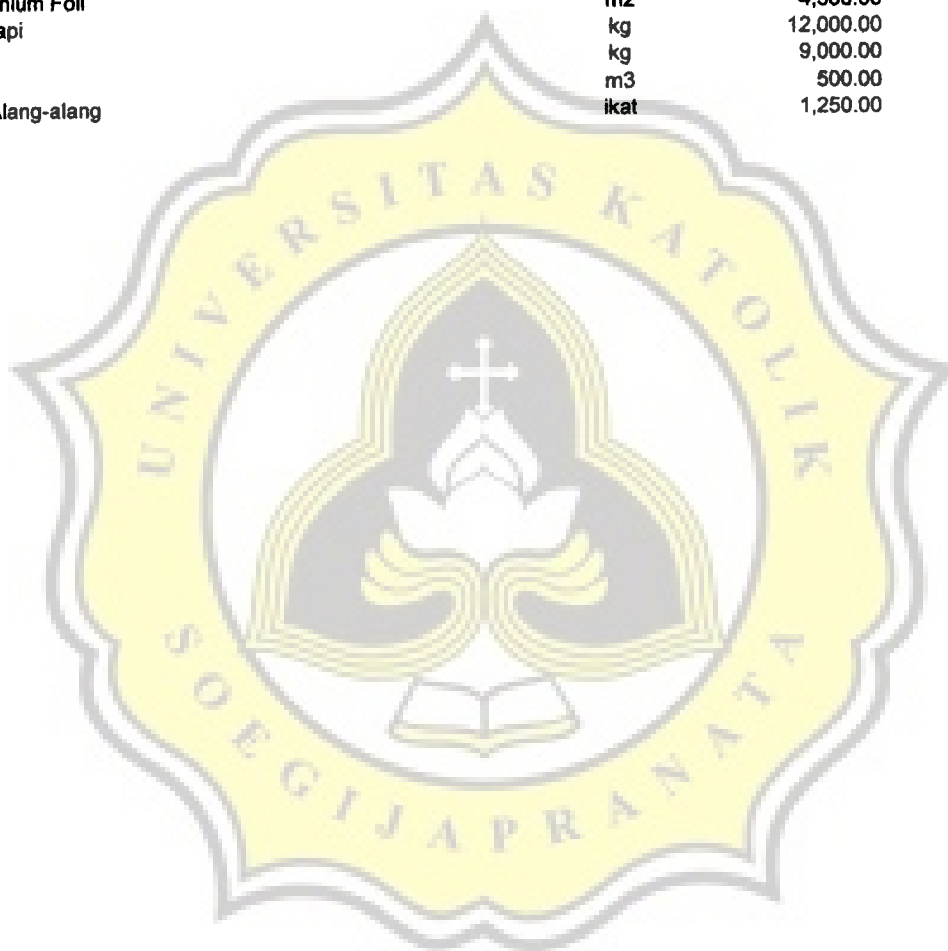 Foil m2
api kg 12,000.00
kg 9,000.00
m3 500.00
Alang-alang ikat 1,250.00
UNIVERSITAS KATOLIK
SOEGIJAPRANATA